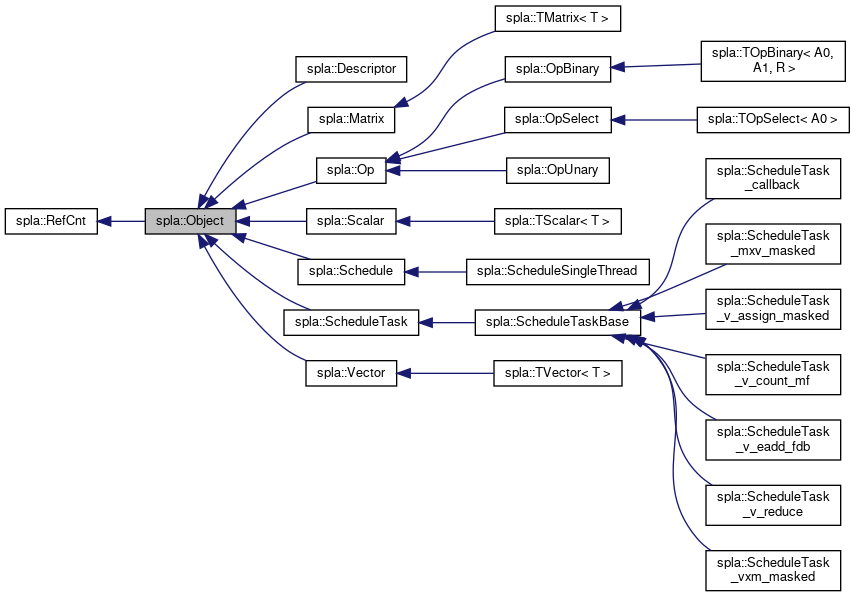 spla::RefCnt
spla::Object
spla::Descriptor
spla::Matrix
spla::Op
spla::Scalar
spla::Schedule
spla::ScheduleTask
spla::Vector
spla::TMatrix< T >
spla::OpBinary
spla::OpSelect
spla::OpUnary
spla::TScalar< T >
spla::ScheduleSingleThread
spla::ScheduleTaskBase
spla::TVector< T >
spla::TOpBinary< A0,
A1, R >
spla::TOpSelect< A0 >
spla::ScheduleTask
_callback
spla::ScheduleTask
_mxv_masked
spla::ScheduleTask
_v_assign_masked
spla::ScheduleTask
_v_count_mf
spla::ScheduleTask
_v_eadd_fdb
spla::ScheduleTask
_v_reduce
spla::ScheduleTask
_vxm_masked